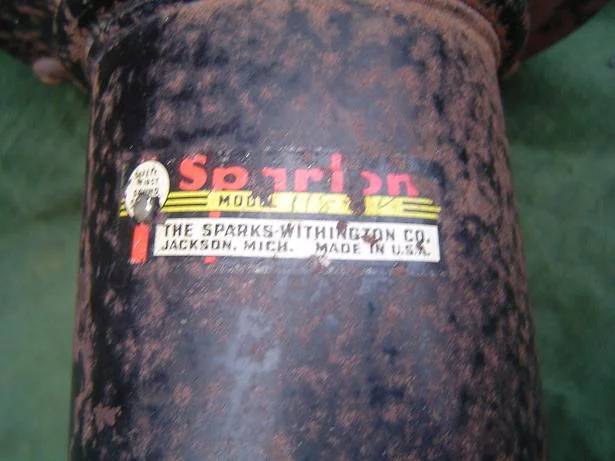 Sparton
MODEL
THE SPARKS-WITHINGTON CO.
JACKSON, MICH. MADE IN U.S.A.